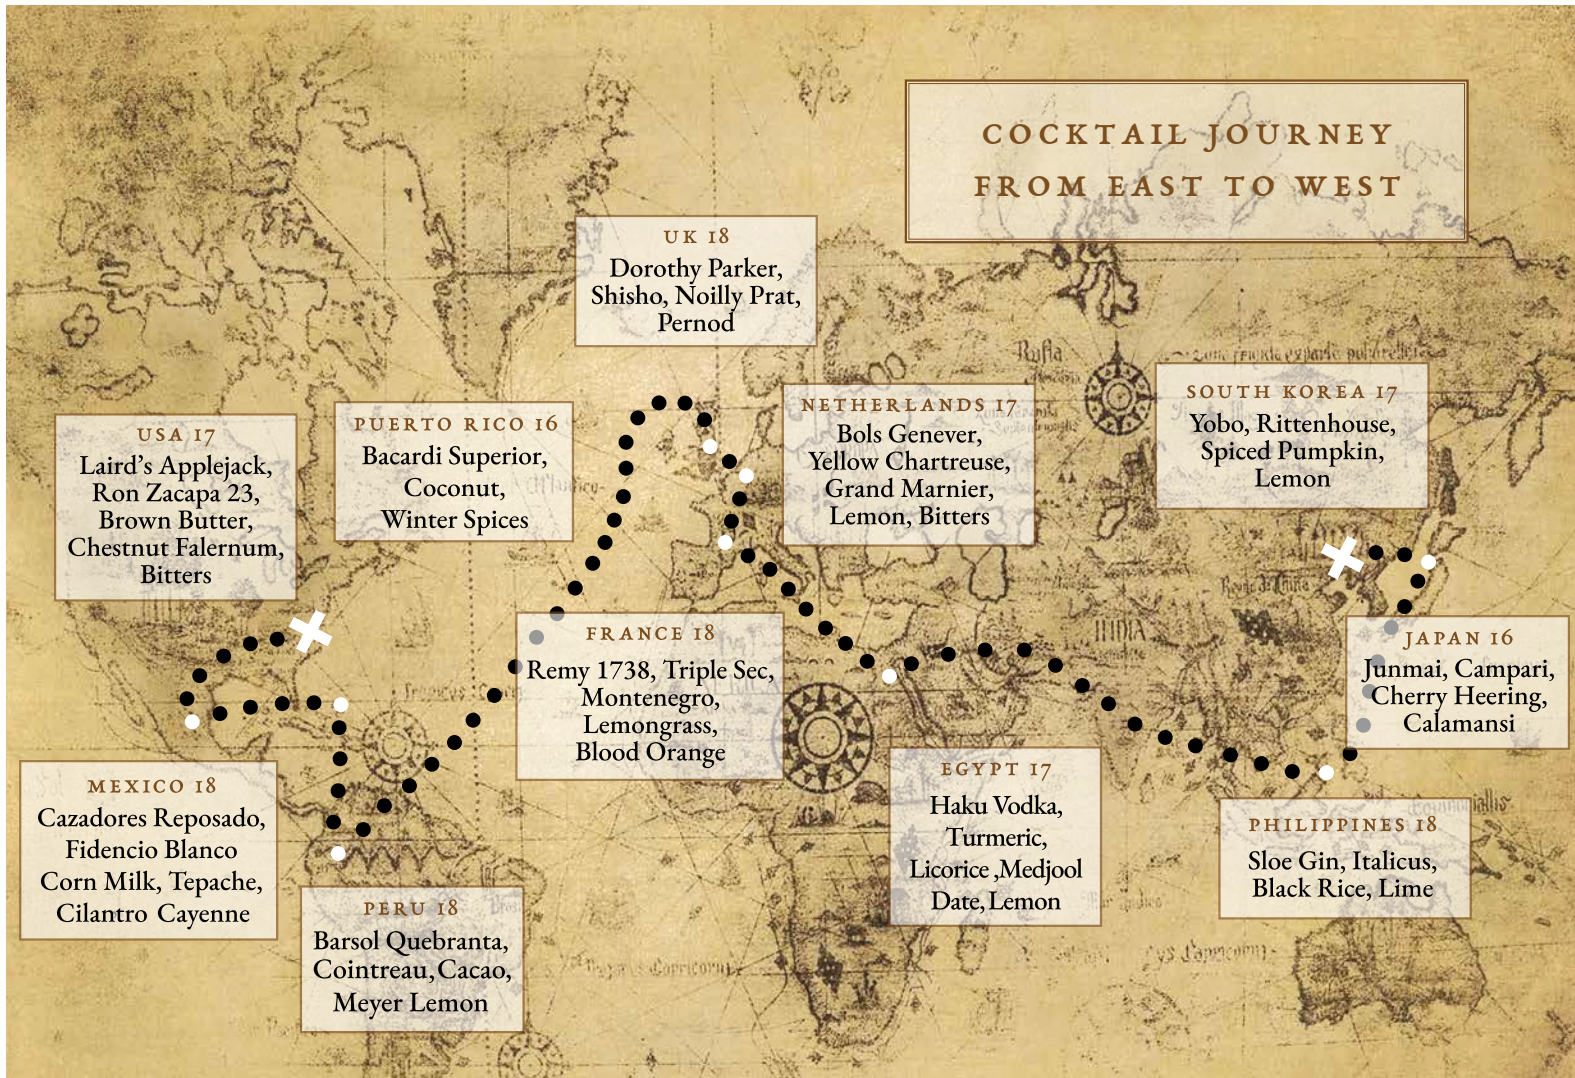 COCKTAIL JOURNEY
FROM EAST TO WEST
UK 18
Dorothy Parker,
Shisho, Noilly Prat,
Pernod
USA 17
Laird's Applejack,
Ron Zacapa 23,
Brown Butter,
Chestnut Falernum,
Bitters
PUERTO RICO 16
Bacardi Superior,
Coconut,
Winter Spices
NETHERLANDS 17
Bols Genever,
Yellow Chartreuse,
Grand Marnier,
Lemon, Bitters
SOUTH KOREA 17
Yobo, Rittenhouse,
Spiced Pumpkin,
Lemon
FRANCE 18
Remy 1738, Triple Sec,
Montenegro,
Lemongrass,
Blood Orange
JAPAN 16
Junmai, Campari,
Cherry Heering,
Calamansi
MEXICO 18
Cazadores Reposado,
Fidencio Blanco
Corn Milk, Tepache,
Cilantro Cayenne
EGYPT 17
Haku Vodka,
Turmeric,
Licorice ,Medjool
Date, Lemon
PHILIPPINES 18
Sloe Gin, Italicus,
Black Rice, Lime
PERU 18
Barsol Quebranta,
Cointreau, Cacao,
Meyer Lemon
INDIA